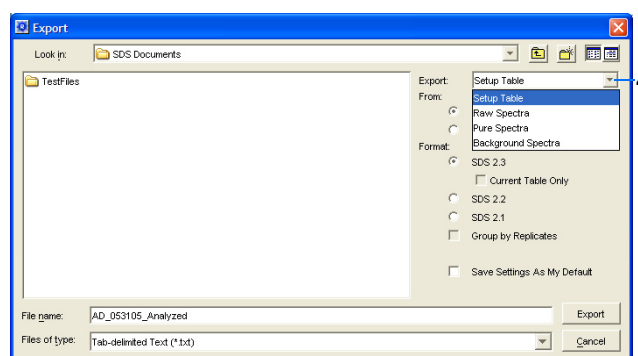 Export
Look in: SDS Documents
TestFiles
Export: Setup Table
From: Setup Table
Raw Spectra
Pure Spectra
Background Spectra
Format:
SDS 2.3
Current Table Only
SDS 2.2
SDS 2.1
Group by Replicates
Save Settings As My Default
File name: AD_053105_Analyzed Export
Files of type: Tab-delimited Text (*.txt) Cancel